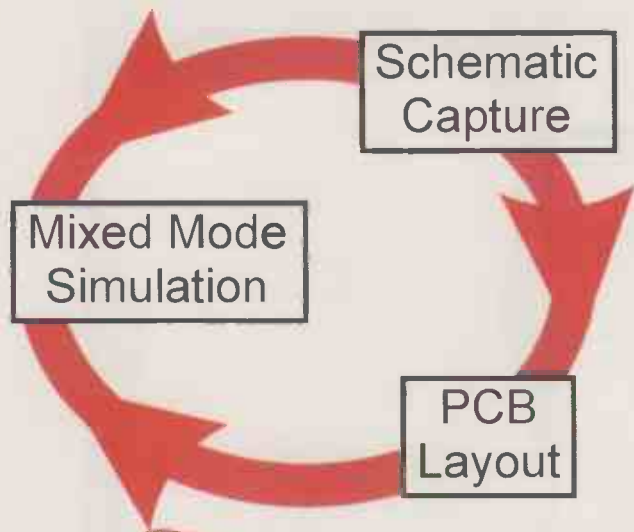 Schematic
Capture
Mixed Mode
Simulation
PCB
Layout